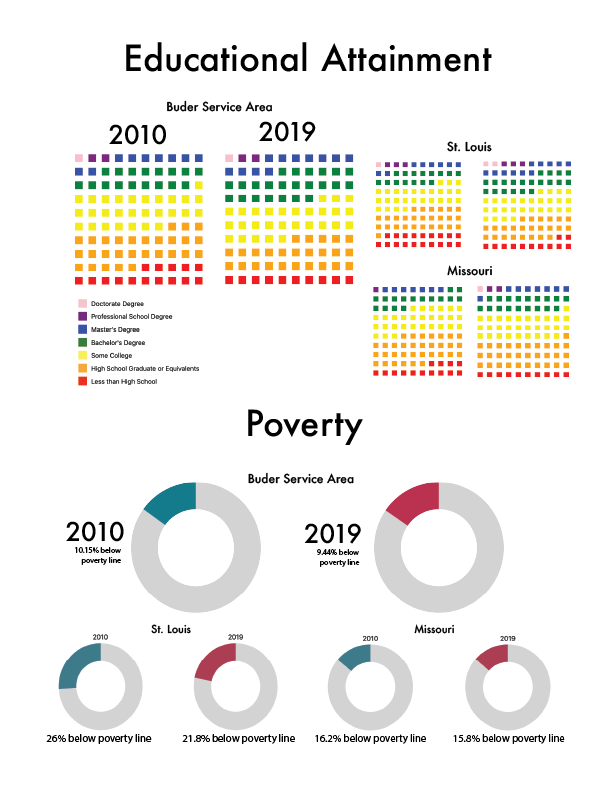 Educational Attainment
Buder Service Area
2010
2019
St. Louis
Missouri
Doctorate Degree
Professional School Degree
Master's Degree
Bachelor's Degree
Some College
High School Graduate or Equivalents
Less than High School
Poverty
Buder Service Area
2010
10.15% below
poverty line
2019
9.44% below
poverty line
St. Louis
Missouri
2010
2019
2010
2019
26% below poverty line
21.8% below poverty line
16.2% below poverty line
15.8% below poverty line